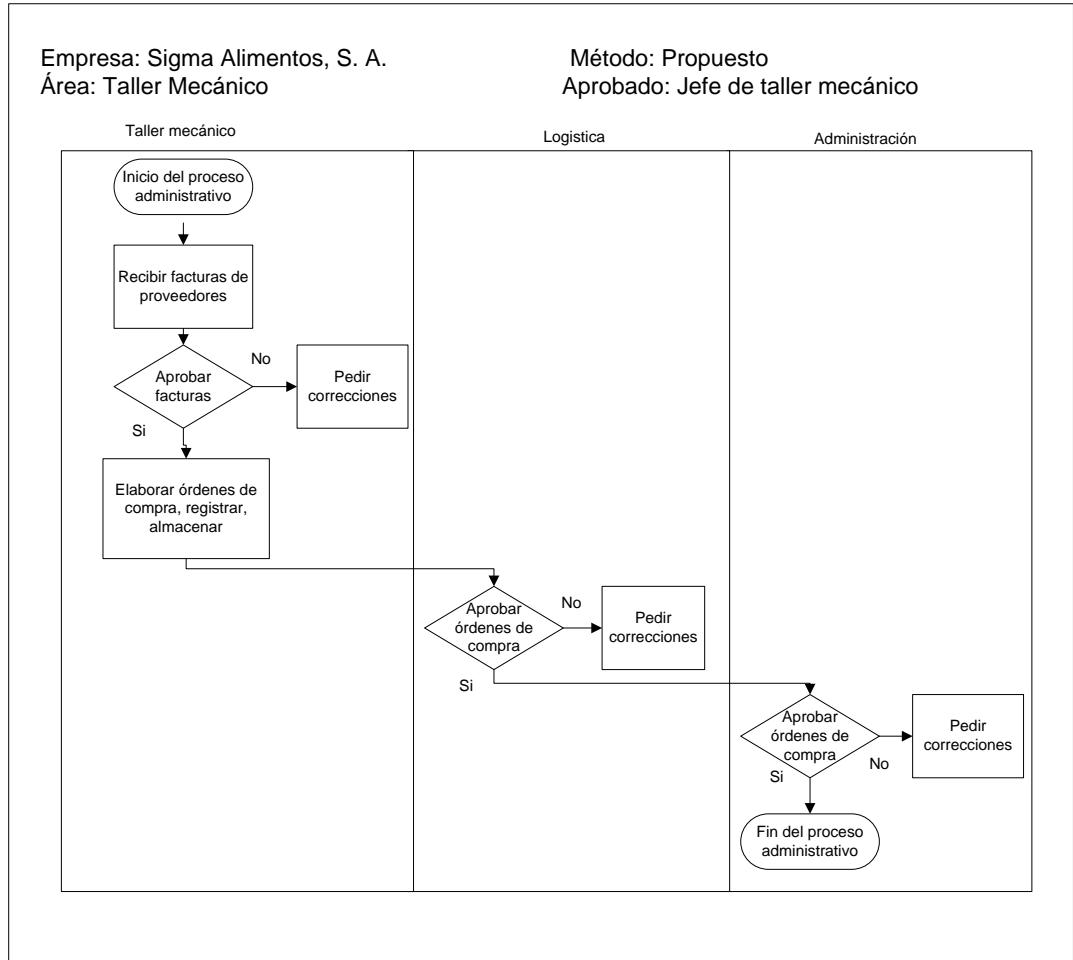 Empresa: Sigma Alimentos, S. A.
Método: Propuesto
Área: Taller Mecánico
Aprobado: Jefe de taller mecánico
Taller mecánico
Logistica
Administración
Inicio del proceso
administrativo
Recibir facturas de
proveedores
Aprobar
facturas
No
Pedir
correcciones
Si
Elaborar órdenes de
compra, registrar,
almacenar
Aprobar
órdenes de
compra
No
Pedir
correcciones
Si
Aprobar
órdenes de
compra
No
Pedir
correcciones
Si
Fin del proceso
administrativo